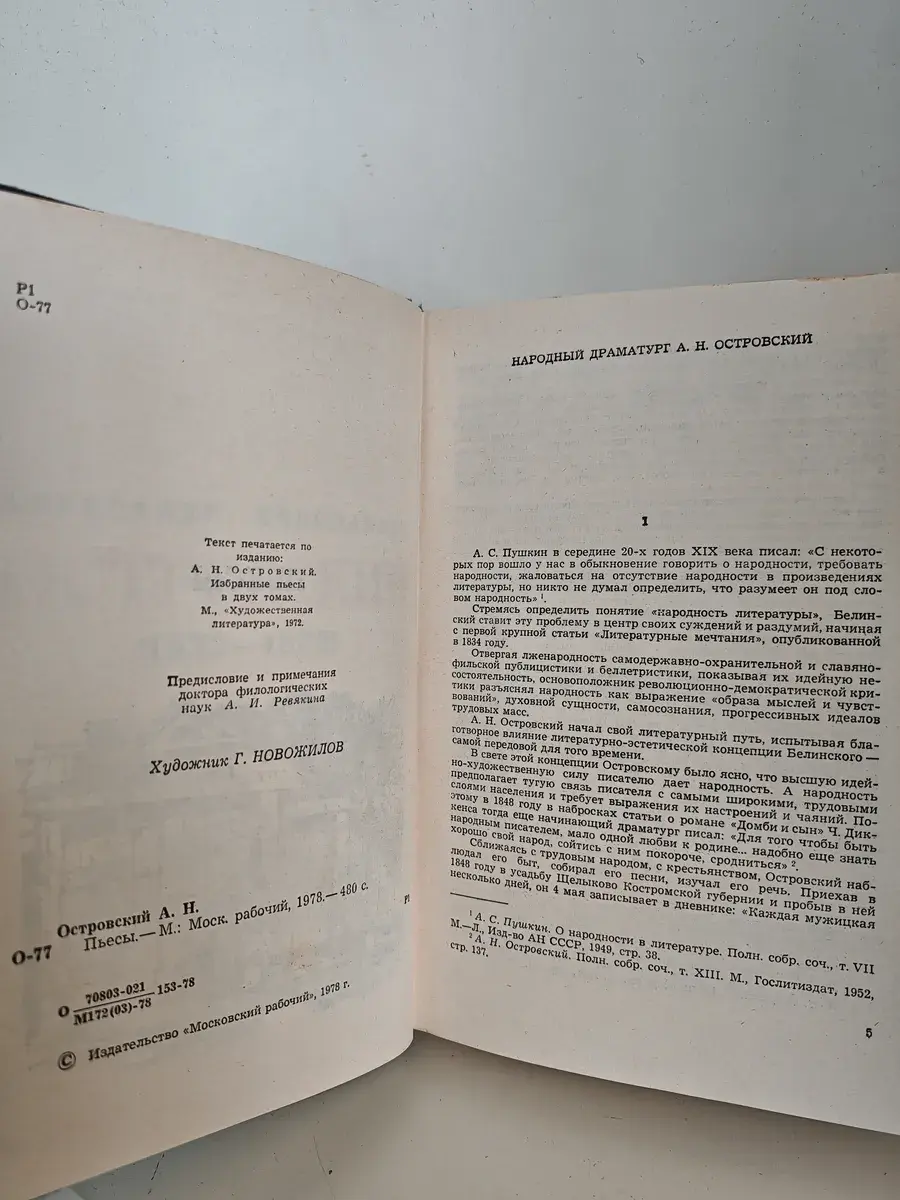 Р1
О-77
Текст печатается по
изданию:
А. Н. Островский.
Избранные пьесы
в двух томах.
М., «Художественная
литература», 1972.
Предисловие и примечания
доктора филологических
наук А. И. Ревякина
Художник Г. НОВОЖИЛОВ
Островский А. Н.
О-77 Пьесы.— М.: Моск. рабочий, 1978.— 480 с.
О 70803-021 153-78
М172(03)-78
© Издательство «Московский рабочий», 1978 г.
НАРОДНЫЙ ДРАМАТУРГ А. Н. ОСТРОВСКИЙ
I
А. С. Пушкин в середине 20-х годов XIX века писал: «С некото-
рых пор вошло у нас в обыкновение говорить о народности, требовать
народности, жаловаться на отсутствие народности в произведениях
литературы, но никто не думал определить, что разумеет он под сло-
вом народность» 1.
Стремясь определить понятие «народность литературы», Белин-
ский ставит эту проблему в центр своих суждений и раздумий, начиная
с первой крупной статьи «Литературные мечтания», опубликованной
в 1834 году.
Отвергая лженародность самодержавно-охранительной и славяно-
фильской публицистики и беллетристики, показывая их идейную не-
состоятельность, основоположник революционно-демократической кри-
тики разъяснял народность как выражение «образа мыслей и чувст-
вований», духовной сущности, самосознания, прогрессивных идеалов
трудовых масс.
А. Н. Островский начал свой литературный путь, испытывая бла-
готворное влияние литературно-эстетической концепции Белинского —
самой передовой для того времени.
В свете этой концепции Островскому было ясно, что высшую идей-
но-художественную силу писателю дает народность. А народность
предполагает тугую связь писателя с самыми широкими, трудовыми
слоями населения и требует выражения их настроений и чаяний. По-
этому в 1848 году в набросках статьи о романе «Домби и сын» Ч. Дик-
кенса тогда еще начинающий драматург писал: «Для того чтобы быть
народным писателем, мало одной любви к родине... надобно еще знать
хорошо свой народ, сойтись с ним покороче, сродниться» 2.
Сближаясь с трудовым народом, с крестьянством, Островский наб-
людал его быт, собирал его песни, изучал его речь. Приехав в
1848 году в усадьбу Щелыково Костромской губернии и пробыв в ней
несколько дней, он 4 мая записывает в дневнике: «Каждая мужицкая
1 А. С. Пушкин. О народности в литературе. Полн. собр. соч., т. VII
М.—Л., Изд-во АН СССР, 1949, стр. 38.
2 А. Н. Островский. Полн. собр. соч., т. XIII. М., Гослитиздат, 1952,
стр. 137.
5